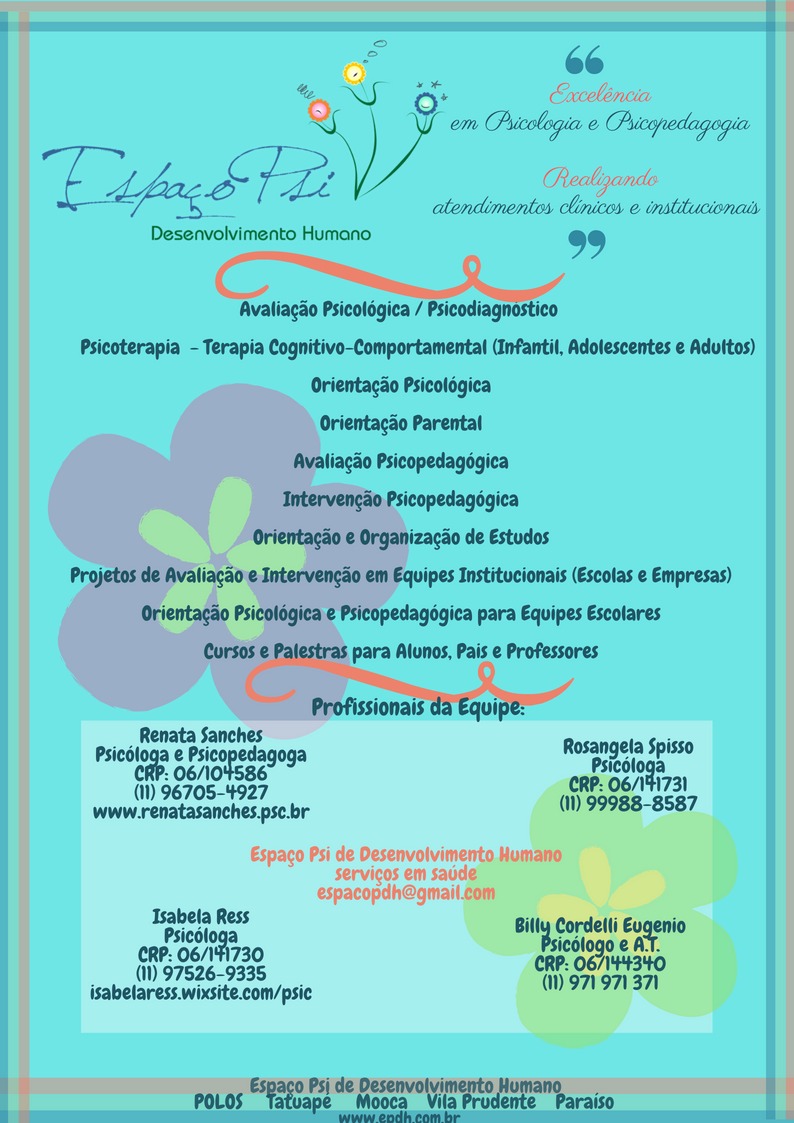 Espaço Psi
Desenvolvimento Humano
“
Excelência
em Psicologia e Psicopedagogia
Realizando
atendimentos clínicos e institucionais
”
Avaliação Psicológica / Psicodiagnóstico
Psicoterapia - Terapia Cognitivo-Comportamental (Infantil, Adolescentes e Adultos)
Orientação Psicológica
Orientação Parental
Avaliação Psicopedagógica
Intervenção Psicopedagógica
Orientação e Organização de Estudos
Projetos de Avaliação e Intervenção em Equipes Institucionais (Escolas e Empresas)
Orientação Psicológica e Psicopedagógica para Equipes Escolares
Cursos e Palestras para Alunos, Pais e Professores
Profissionais da Equipe:
Renata Sanches
Psicóloga e Psicopedagoga
CRP: 06/104586
(11) 96705-4927
www.renatasanches.psc.br
Rosangela Spisso
Psicóloga
CRP: 06/141731
(11) 99988-8587
Espaço Psi de Desenvolvimento Humano
serviços em saúde
espacopdh@gmail.com
Isabela Ress
Psicóloga
CRP: 06/141730
(11) 97526-9335
isabelaress.wixsite.com/psic
Billy Cordelli Eugenio
Psicólogo e A.T.
CRP: 06/144340
(11) 971 971 371
Espaço Psi de Desenvolvimento Humano
POLOS Tatuapé Mooca Vila Prudente Paraíso
www.epdh.com.br